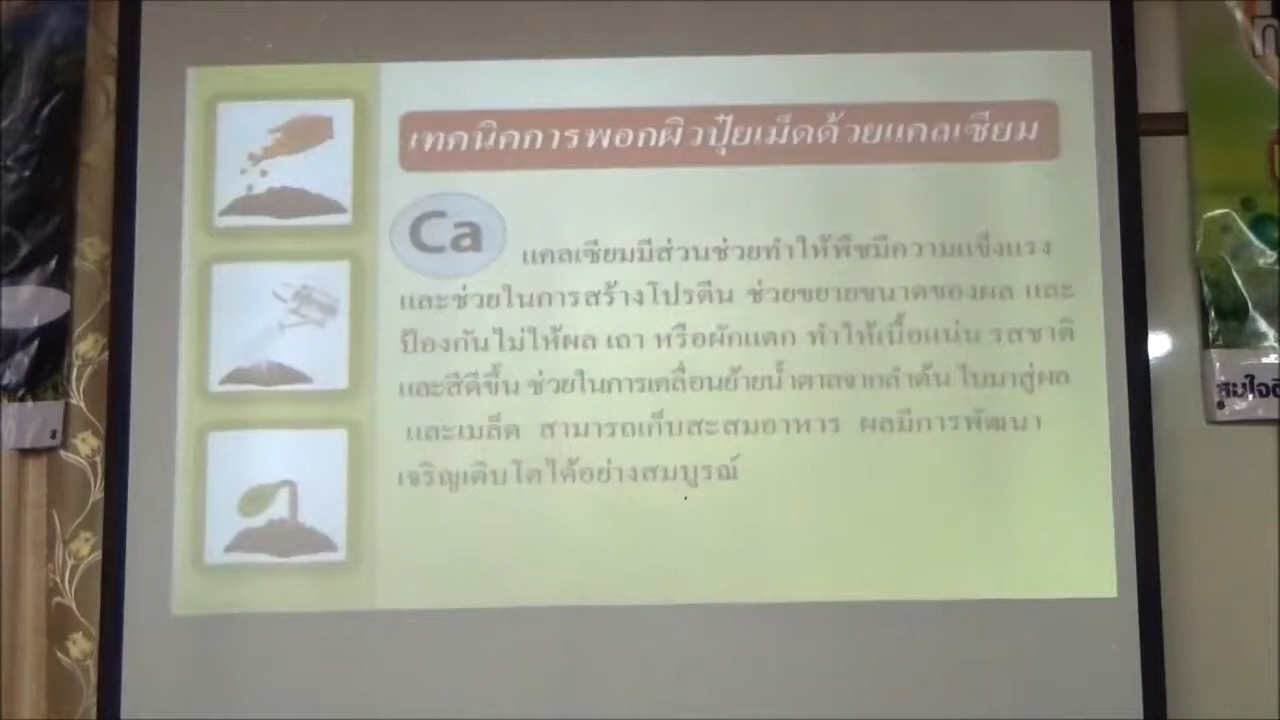 เทคนิคการพอกผิวปุ๋ยเม็ดด้วยแคลเซียม
Ca
แคลเซียมมีส่วนช่วยทำให้พืชมีความแข็งแรง
และช่วยในการสร้างโปรตีน ช่วยขยายขนาดของผล และ
ป้องกันไม่ให้ผล เถา หรือผักแตก ทำให้เนื้อแน่น รสชาติ
และสีดีขึ้น ช่วยในการเคลื่อนย้ายน้ำตาลจากลำต้น ใบมาสู่ผล
และเมล็ด สามารถเก็บสะสมอาหาร ผลมีการพัฒนา
เจริญเติบโตได้อย่างสมบูรณ์